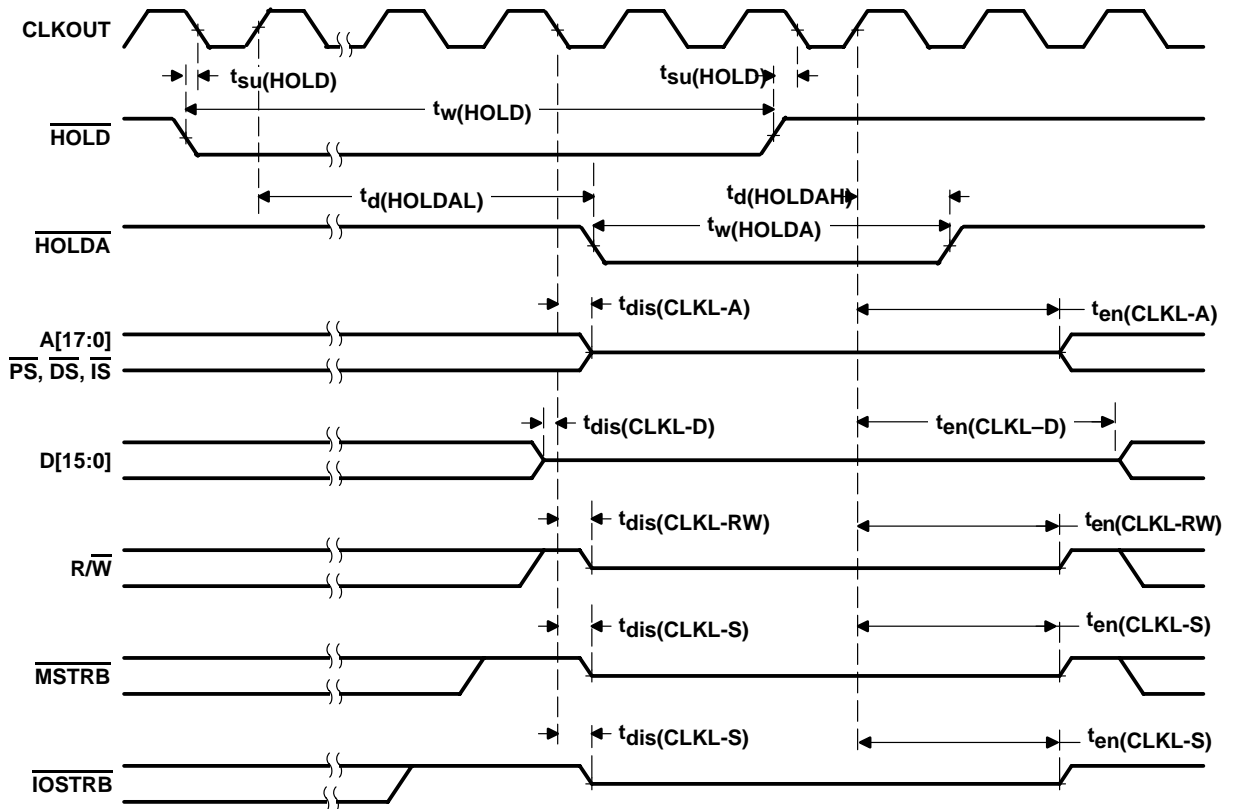 CLKOUT
tsu(HOLD) tsu(HOLD)
tw(HOLD)
HOLD
td(HOLDAL) td(HOLDAH)
tw(HOLDA)
HOLDA
tdis(CLKL-A) ten(CLKL-A)
A[17:0]
PS, DS, IS
tdis(CLKL-D) ten(CLKL–D)
D[15:0]
tdis(CLKL-RW) ten(CLKL-RW)
R/W
tdis(CLKL-S) ten(CLKL-S)
MSTRB
tdis(CLKL-S) ten(CLKL-S)
IOSTRB